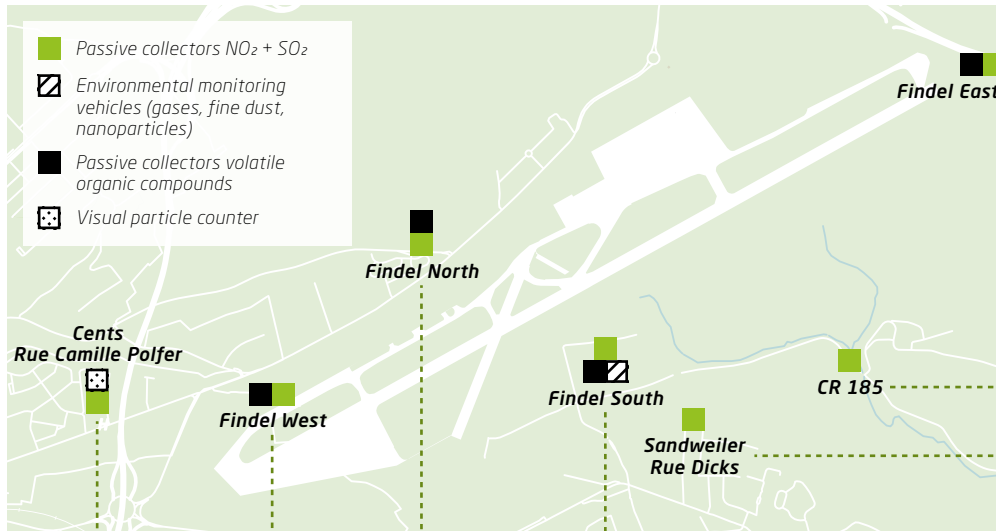 Passive collectors NO₂ + SO₂
Environmental monitoring
vehicles (gases, fine dust,
nanoparticles)
Passive collectors volatile
organic compounds
Visual particle counter
Findel East
Findel North
Cents
Rue Camille Polfer
Findel West
Findel South
CR 185
Sandweiler
Rue Dicks